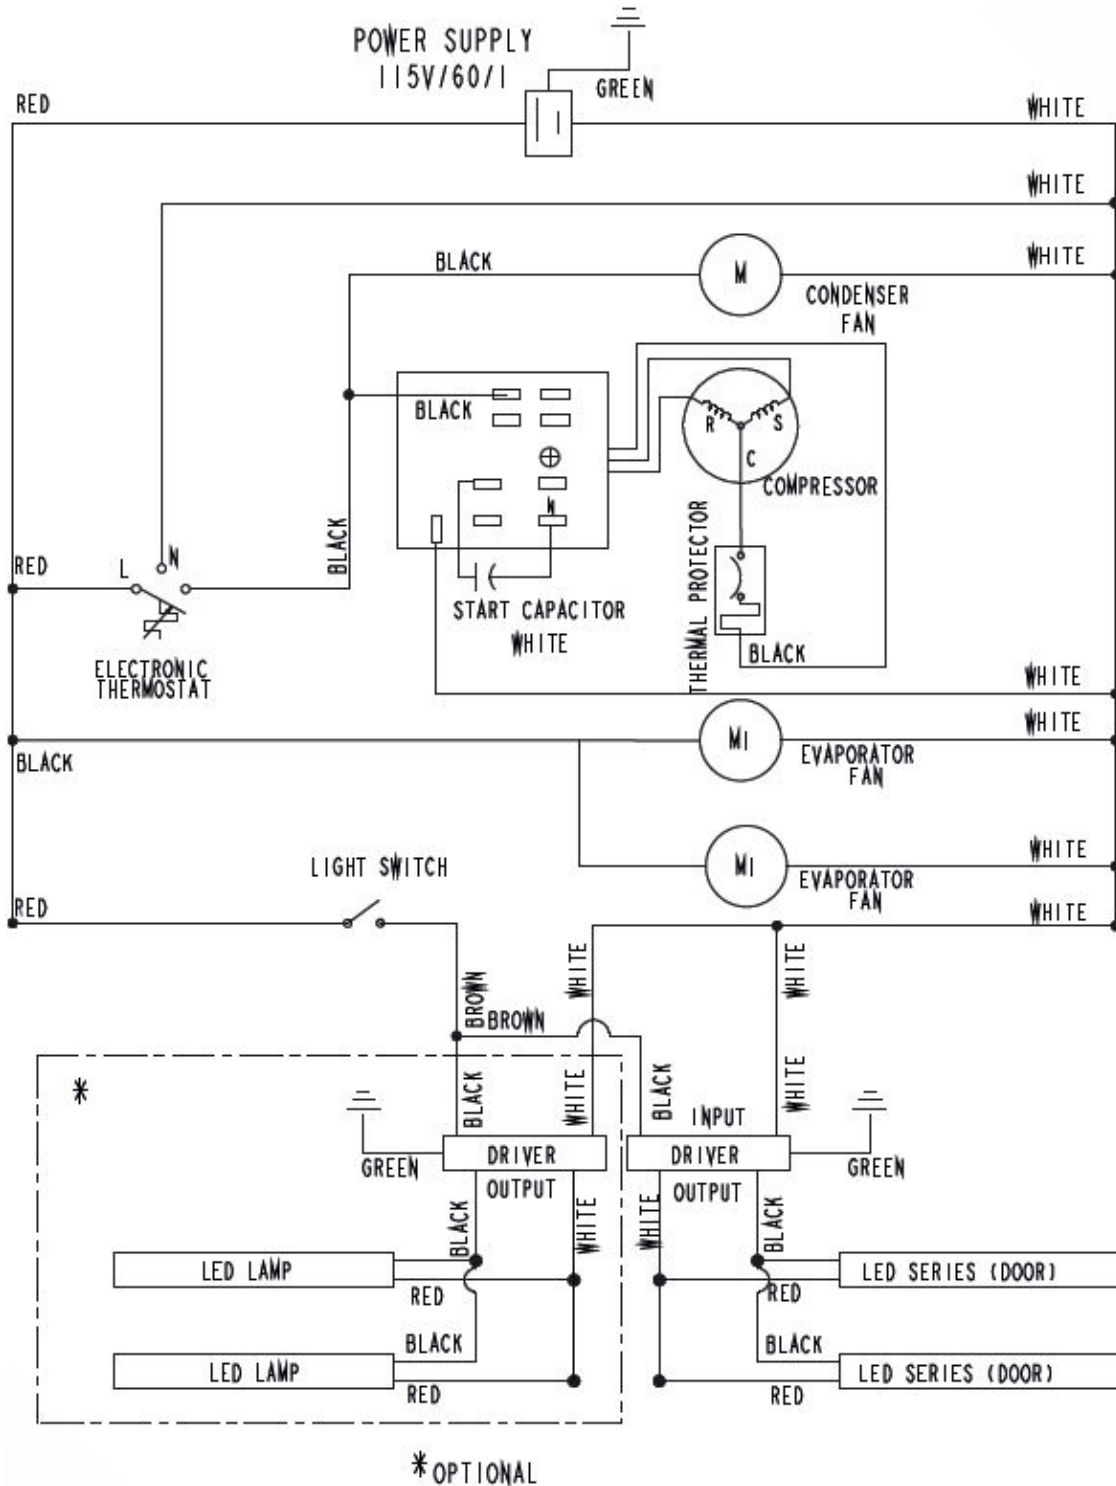 POWER SUPPLY
115V/60/1
GREEN
RED
WHITE
WHITE
WHITE
BLACK
M
CONDENSER
FAN
BLACK
R
S
C
COMPRESSOR
W
BLACK
THERMAL PROTECTOR
RED
L
N
START CAPACITOR
WHITE
BLACK
ELECTRONIC
THERMOSTAT
WHITE
WHITE
BLACK
M1
EVAPORATOR
FAN
WHITE
LIGHT SWITCH
M1
EVAPORATOR
FAN
RED
WHITE
BROWN
BROWN
WHITE
WHITE
*
BLACK
WHITE
BLACK
WHITE
INPUT
GREEN
DRIVER
DRIVER
GREEN
OUTPUT
OUTPUT
BLACK
WHITE
WHITE
BLACK
LED LAMP
RED
RED
LED SERIES (DOOR)
BLACK
BLACK
LED LAMP
RED
RED
LED SERIES (DOOR)
*OPTIONAL